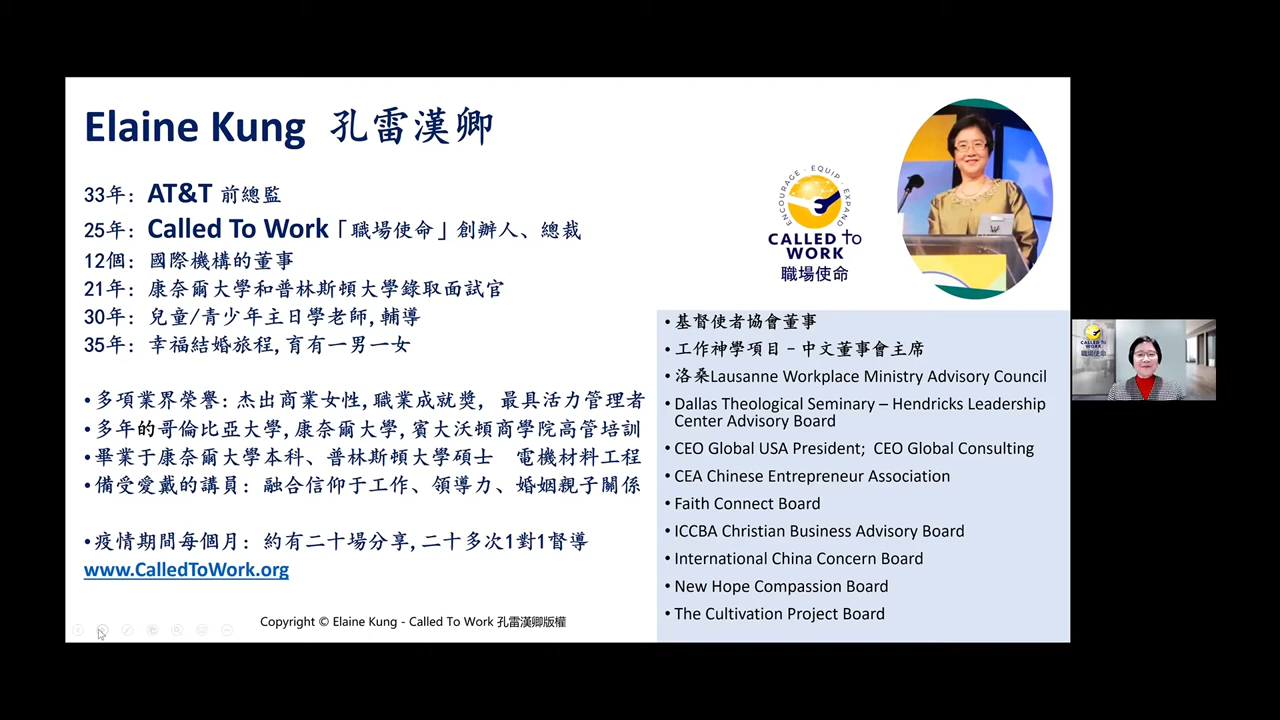 Elaine Kung 孔雷漢卿
33年: AT&T 前總監
25年: Called To Work「職場使命」創辦人、總裁
12個: 國際機構的董事
21年: 康奈爾大學和普林斯頓大學錄取面試官
30年: 兒童/青少年主日學老師,輔導
35年: 幸福結婚旅程,育有一男一女
•多項業界榮譽: 杰出商業女性,職業成就獎, 最具活力管理者
•多年的哥倫比亞大學,康奈爾大學,賓大沃頓商學院高管培訓
•畢業于康奈爾大學本科、普林斯頓大學碩士 電機材料工程
•備受愛戴的講員: 融合信仰于工作、領導力、婚姻親子關係
•疫情期間每個月: 約有二十場分享,二十多次1對1督導
www.CalledToWork.org
Copyright © Elaine Kung - Called To Work 孔雷漢卿版權
ENCOURAGE · EQUIP · EXPAND
CALLED TO
WORK
職場使命
•基督使者協會董事
•工作神學項目 – 中文董事會主席
•洛桑Lausanne Workplace Ministry Advisory Council
•Dallas Theological Seminary – Hendricks Leadership
Center Advisory Board
•CEO Global USA President; CEO Global Consulting
•CEA Chinese Entrepreneur Association
•Faith Connect Board
•ICCBA Christian Business Advisory Board
•International China Concern Board
•New Hope Compassion Board
•The Cultivation Project Board
CALLED TO
WORK
職場使命